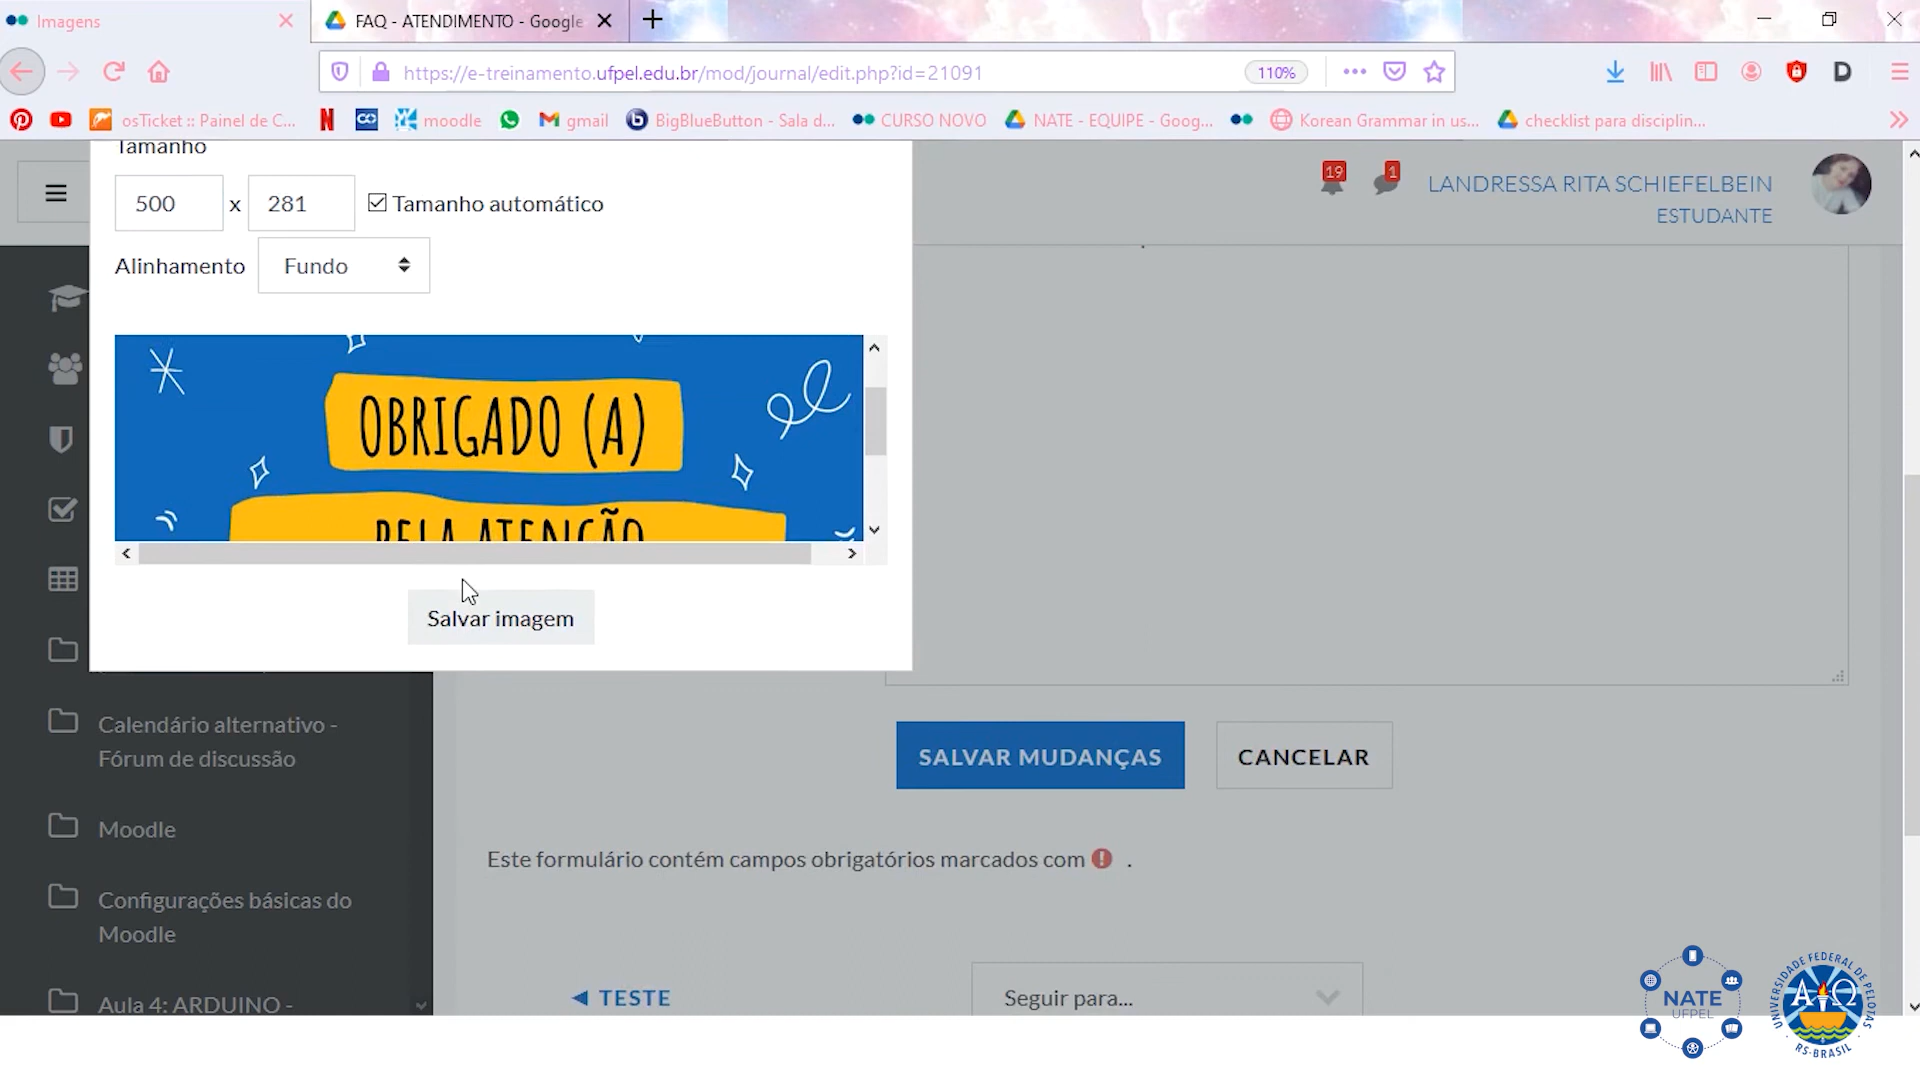 Imagens
FAQ - ATENDIMENTO - Google
https://e-treinamento.ufpel.edu.br/mod/journal/edit.php?id=21091
110%
D
osTicket :: Painel de C...
N
moodle
gmail
BigBlueButton - Sala d...
CURSO NOVO
NATE - EQUIPE - Goog...
Korean Grammar in us...
checklist para disciplin...
Tamanho
500 x 281 Tamanho automático
Alinhamento Fundo
OBRIGADO (A)
PELA ATENÇÃO
Salvar imagem
19
1
LANDRESSA RITA SCHIEFELBEIN
ESTUDANTE
Calendário alternativo -
Fórum de discussão
Moodle
Configurações básicas do
Moodle
Aula 4: ARDUINO -
SALVAR MUDANÇAS
CANCELAR
Este formulário contém campos obrigatórios marcados com .
◄ TESTE
Seguir para...
NATE
UFPEL
UNIVERSIDADE FEDERAL DE PELOTAS
ΑΩ
RS-BRASIL